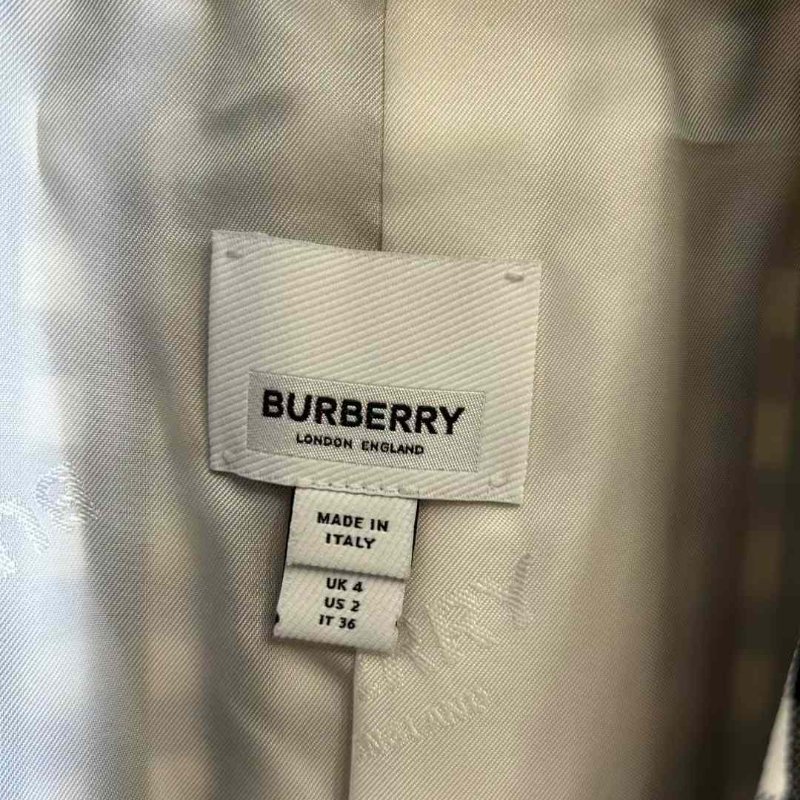 BURBERRY
LONDON ENGLAND
MADE IN
ITALY
UK 4
US 2
IT 36